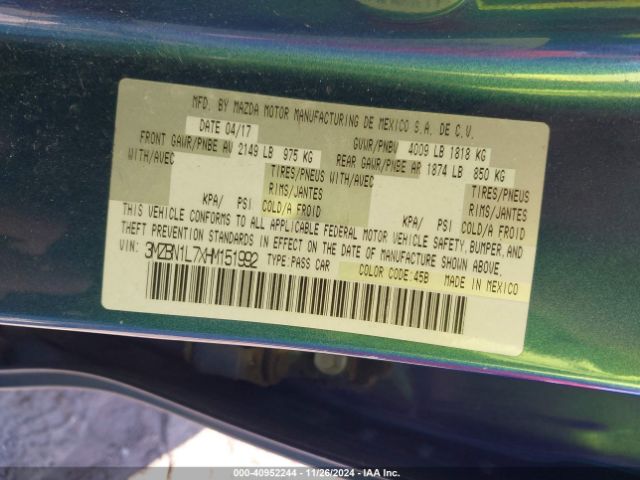 MFD. BY MAZDA MOTOR MANUFACTURING DE MEXICO S.A. DE C.V.
DATE 04/17 GVWR/PNBV 4009 LB 1818 KG
FRONT GAWR/PNBE AV 2149 LB 975 KG REAR GAWR/PNBE AR 1874 LB 850 KG
WITH/AVEC TIRES/PNEUS WITH/AVEC TIRES/PNEUS
RIMS/JANTES RIMS/JANTES
KPA/ PSI COLD/A FROID KPA/ PSI COLD/A FROID
THIS VEHICLE CONFORMS TO ALL APPLICABLE FEDERAL MOTOR VEHICLE SAFETY, BUMPER, AND
THEFT PREVENTION STANDARDS IN EFFECT ON THE DATE OF MANUFACTURE SHOWN ABOVE.
VIN: 3MZBN1L7XHM151992 TYPE:PASS CAR COLOR CODE:45B MADE IN MEXICO
000-40952244 - 11/26/2024 - IAA Inc.